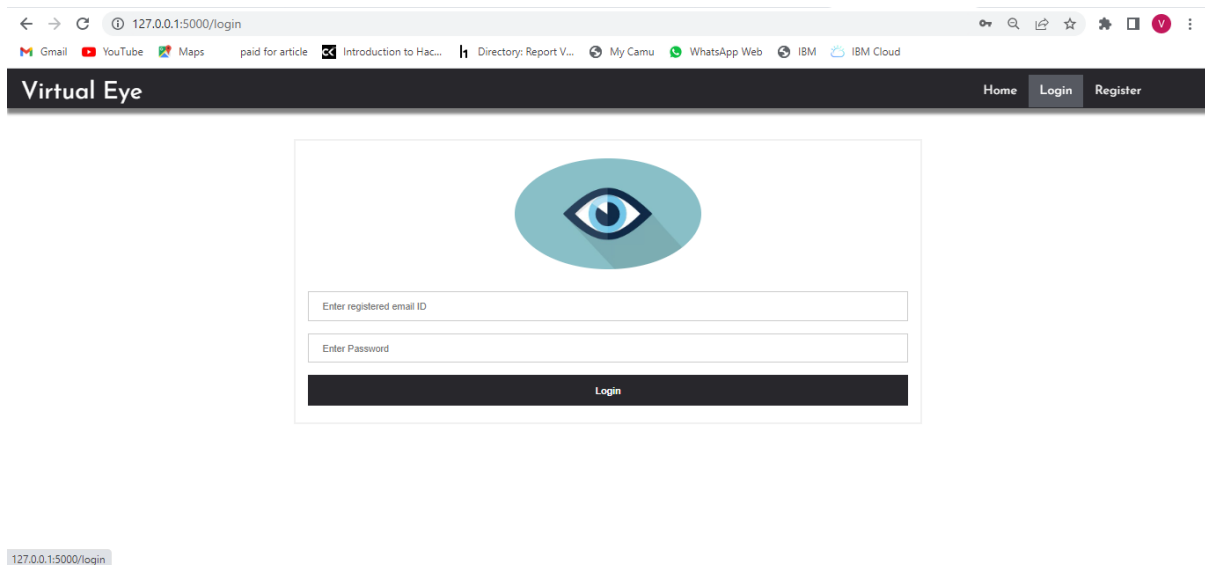 127.0.0.1:5000/login
Gmail YouTube Maps paid for article Introduction to Hac... Directory: Report V... My Camu WhatsApp Web IBM IBM Cloud
Virtual Eye Home Login Register
Enter registered email ID
Enter Password
Login
127.0.0.1:5000/login